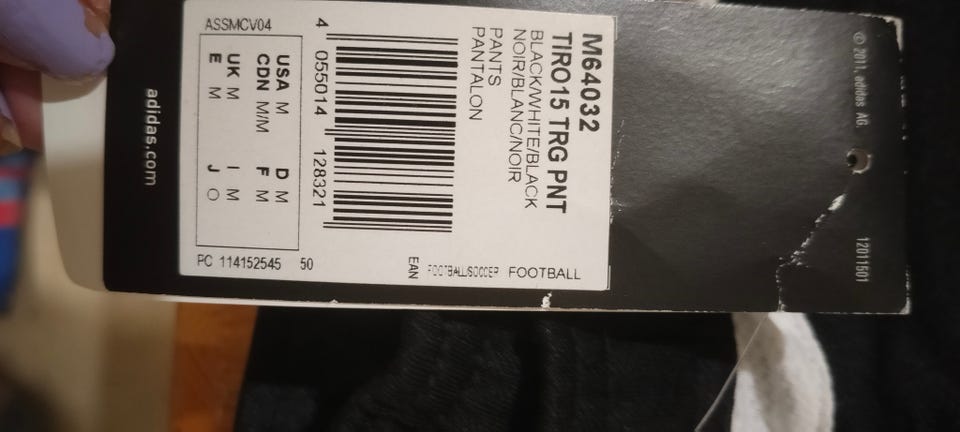 M64032
TIRO15 TRG PNT
BLACK/WHITE/BLACK
NOIR/BLANC/NOIR
PANTS
PANTALON
4 055014 128321
EAN
FOOTBALL/SOCCER FOOTBALL
ASSMCV04
USA M D M
CDN M/M F M
UK M I M
E M J O
PC 114152545 50
adidas.com
© 2011, adidas AG.
12011501